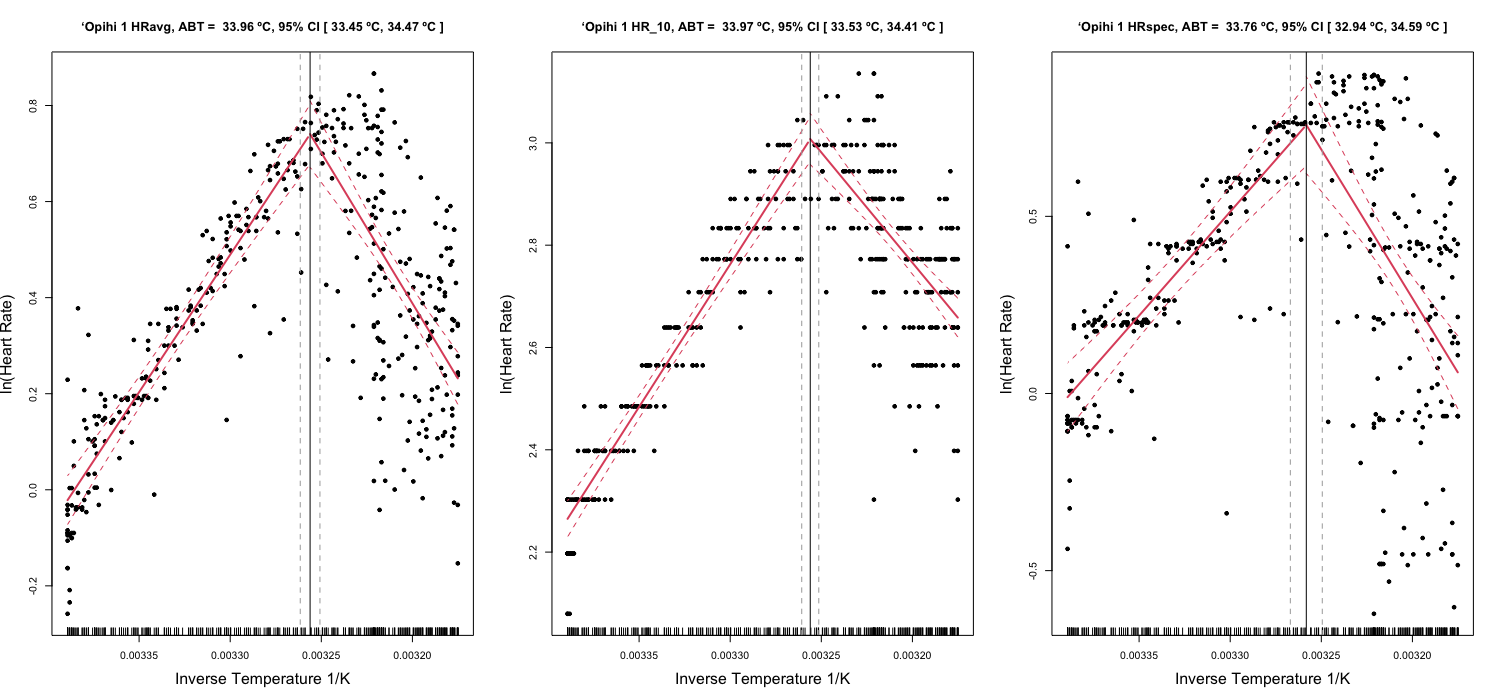 ‘Opihi 1 HRavg, ABT =  33.96 ºC, 95% CI [ 33.45 ºC, 34.47 ºC ]
ln(Heart Rate)
0.8
0.6
0.4
0.2
0.0
-0.2
0.00335 0.00330 0.00325 0.00320
Inverse Temperature 1/K
‘Opihi 1 HR_10, ABT =  33.97 ºC, 95% CI [ 33.53 ºC, 34.41 ºC ]
ln(Heart Rate)
3.0
2.8
2.6
2.4
2.2
0.00335 0.00330 0.00325 0.00320
Inverse Temperature 1/K
‘Opihi 1 HRspec, ABT =  33.76 ºC, 95% CI [ 32.94 ºC, 34.59 ºC ]
ln(Heart Rate)
0.5
0.0
-0.5
0.00335 0.00330 0.00325 0.00320
Inverse Temperature 1/K